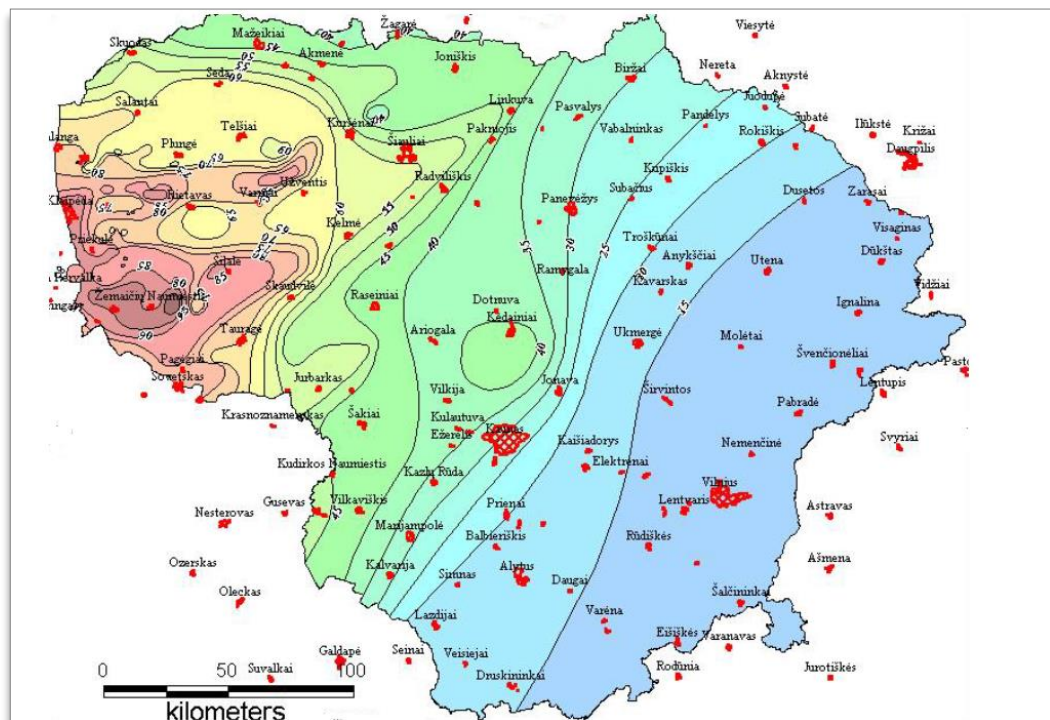 Žagarė
Viesytė
Skuodas
Mažeikiai
Akmenė
Joniškis
Nereta
Aknystė
Biržai
Seda
Salantai
Linkuva
Pasvalys
Pandėlys
Juodupė
Telšiai
Kuršėnai
Pakruojis
Vabalninkas
Rokiškis
Ilūkstė
Križai
Daugpilis
Plungė
Šiauliai
Radviliškis
Kupiškis
Subačius
Panevėžys
Dusetos
Zarasai
Rietavas
Varniai
Užventis
Kelmė
Troškūnai
Anykščiai
Visaginas
Dūkštas
Priekulė
Šilalė
Skaudvilė
Ramygala
Kavarskas
Utena
Vidžiai
Žemaičių Naumiestis
Raseiniai
Dotnuva
Kėdainiai
Ignalina
Tauragė
Ariogala
Ukmergė
Molėtai
Švenčionėliai
Pagėgiai
Sovetskas
Jurbarkas
Vilkija
Jonava
Širvintos
Lentupis
Pabradė
Krasnoznamenskas
Šakiai
Kulautuva
Kaunas
Ežerėlis
Kaišiadorys
Nemenčinė
Svyriai
Kudirkos Naumiestis
Kazlų Rūda
Elektrėnai
Vilnius
Gusevas
Vilkaviškis
Prienai
Lentvaris
Astravas
Nesterovas
Marijampolė
Balbieriškis
Rūdiškės
Ozerskas
Kalvarija
Simnas
Alytus
Daugai
Ašmena
Oleckas
Šalčininkai
Lazdijai
Varėna
Eišiškės
Varanavas
Galdapė
Seinai
Veisiejai
Suvalkai
Druskininkai
Rodūnia
Jurotiškės
0 50 100
kilometers